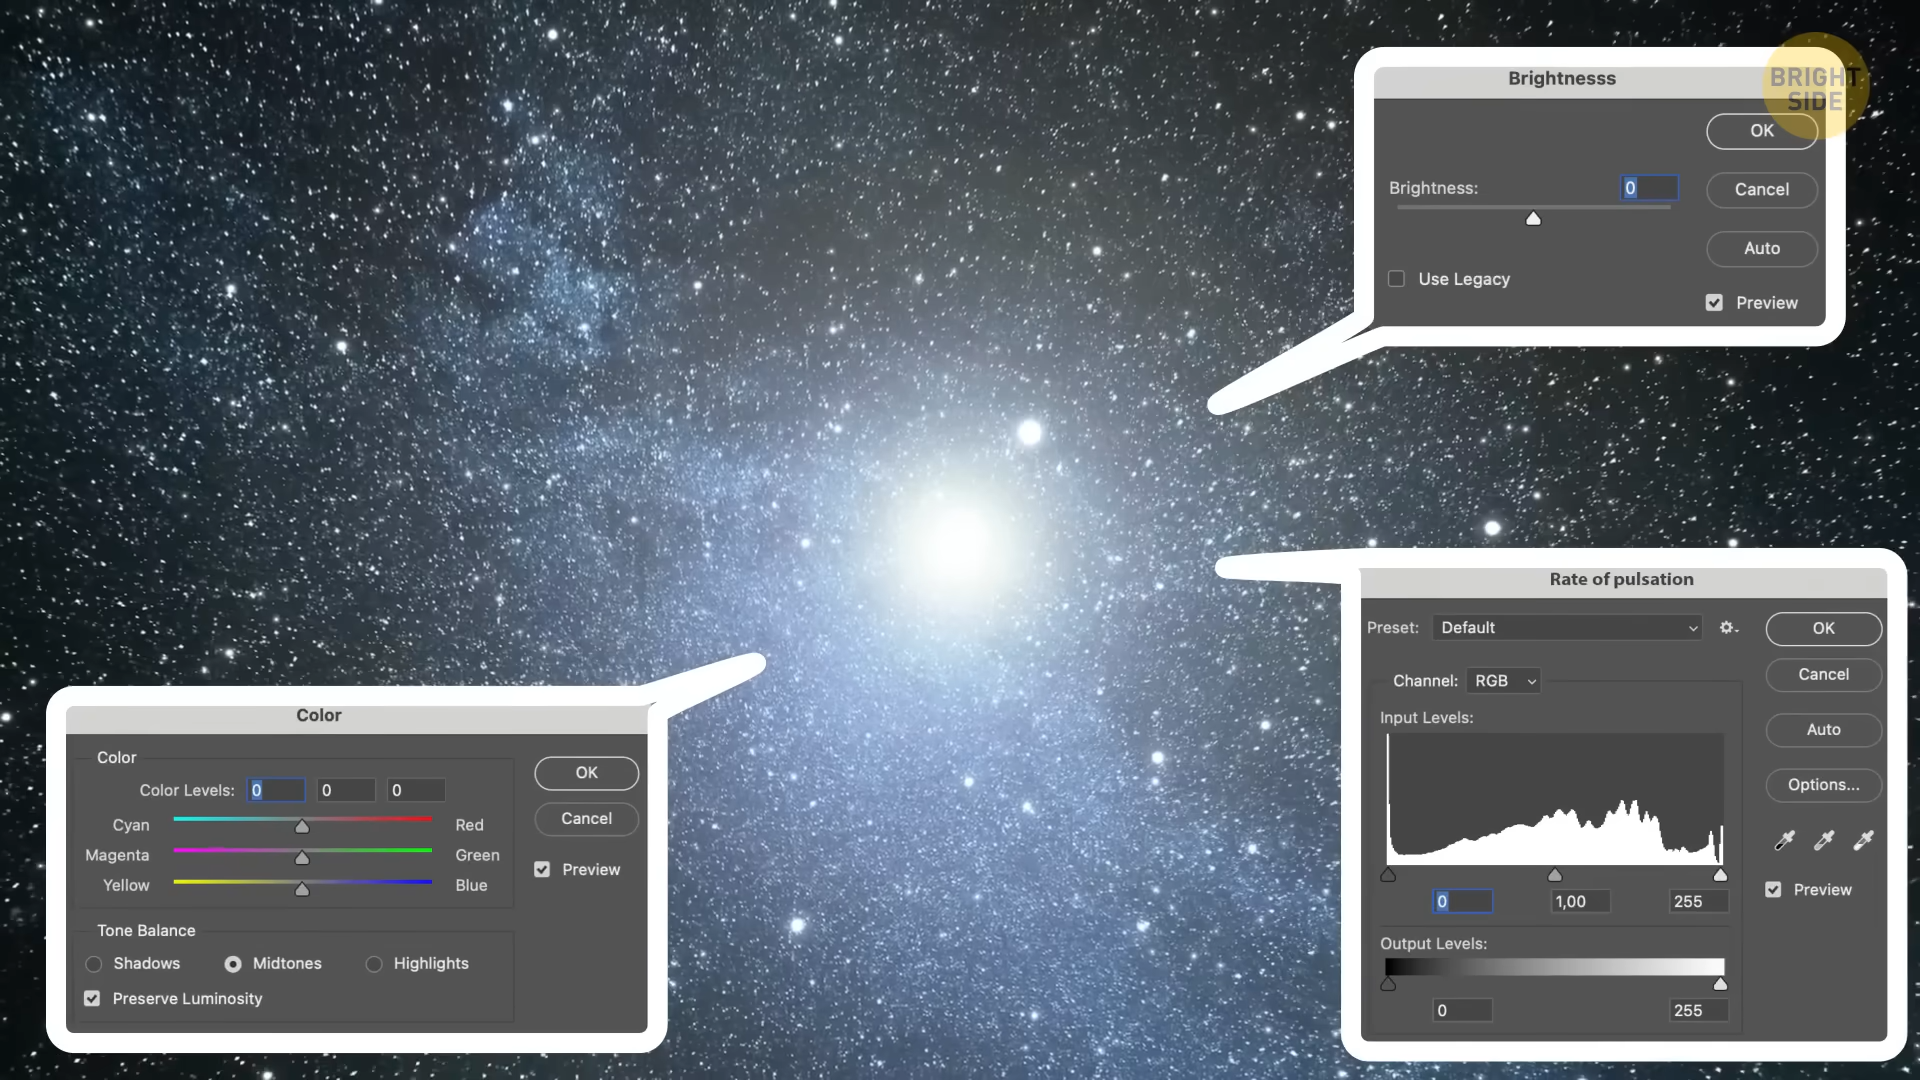 BRIGHT
SIDE
Brightnesss
OK
Brightness: 0
Cancel
Auto
Use Legacy
Preview
Rate of pulsation
Preset: Default
OK
Channel: RGB
Cancel
Input Levels:
Auto
Options...
Preview
0 1,00 255
Output Levels:
0 255
Color
Color
Color Levels: 0 0 0
OK
Cyan Red
Cancel
Magenta Green
Preview
Yellow Blue
Tone Balance
Shadows Midtones Highlights
Preserve Luminosity